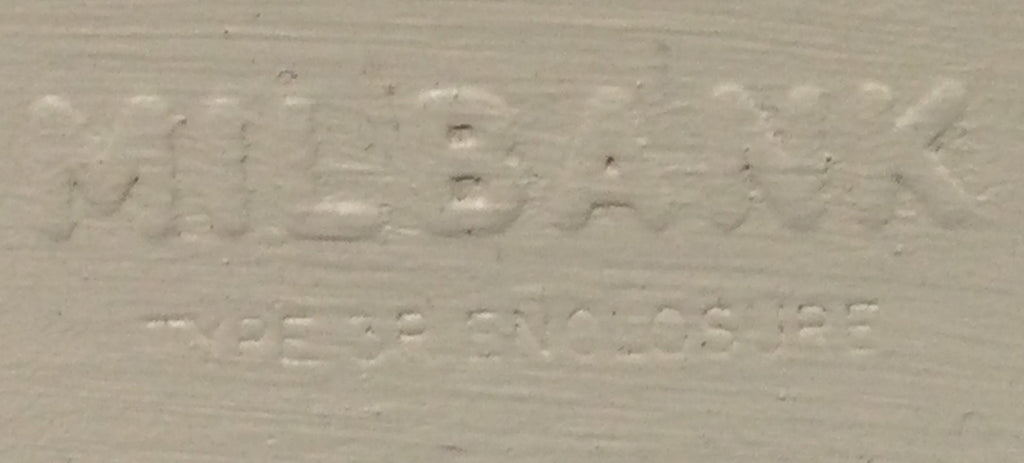 MILBANK
TYPE 3R ENCLOSURE